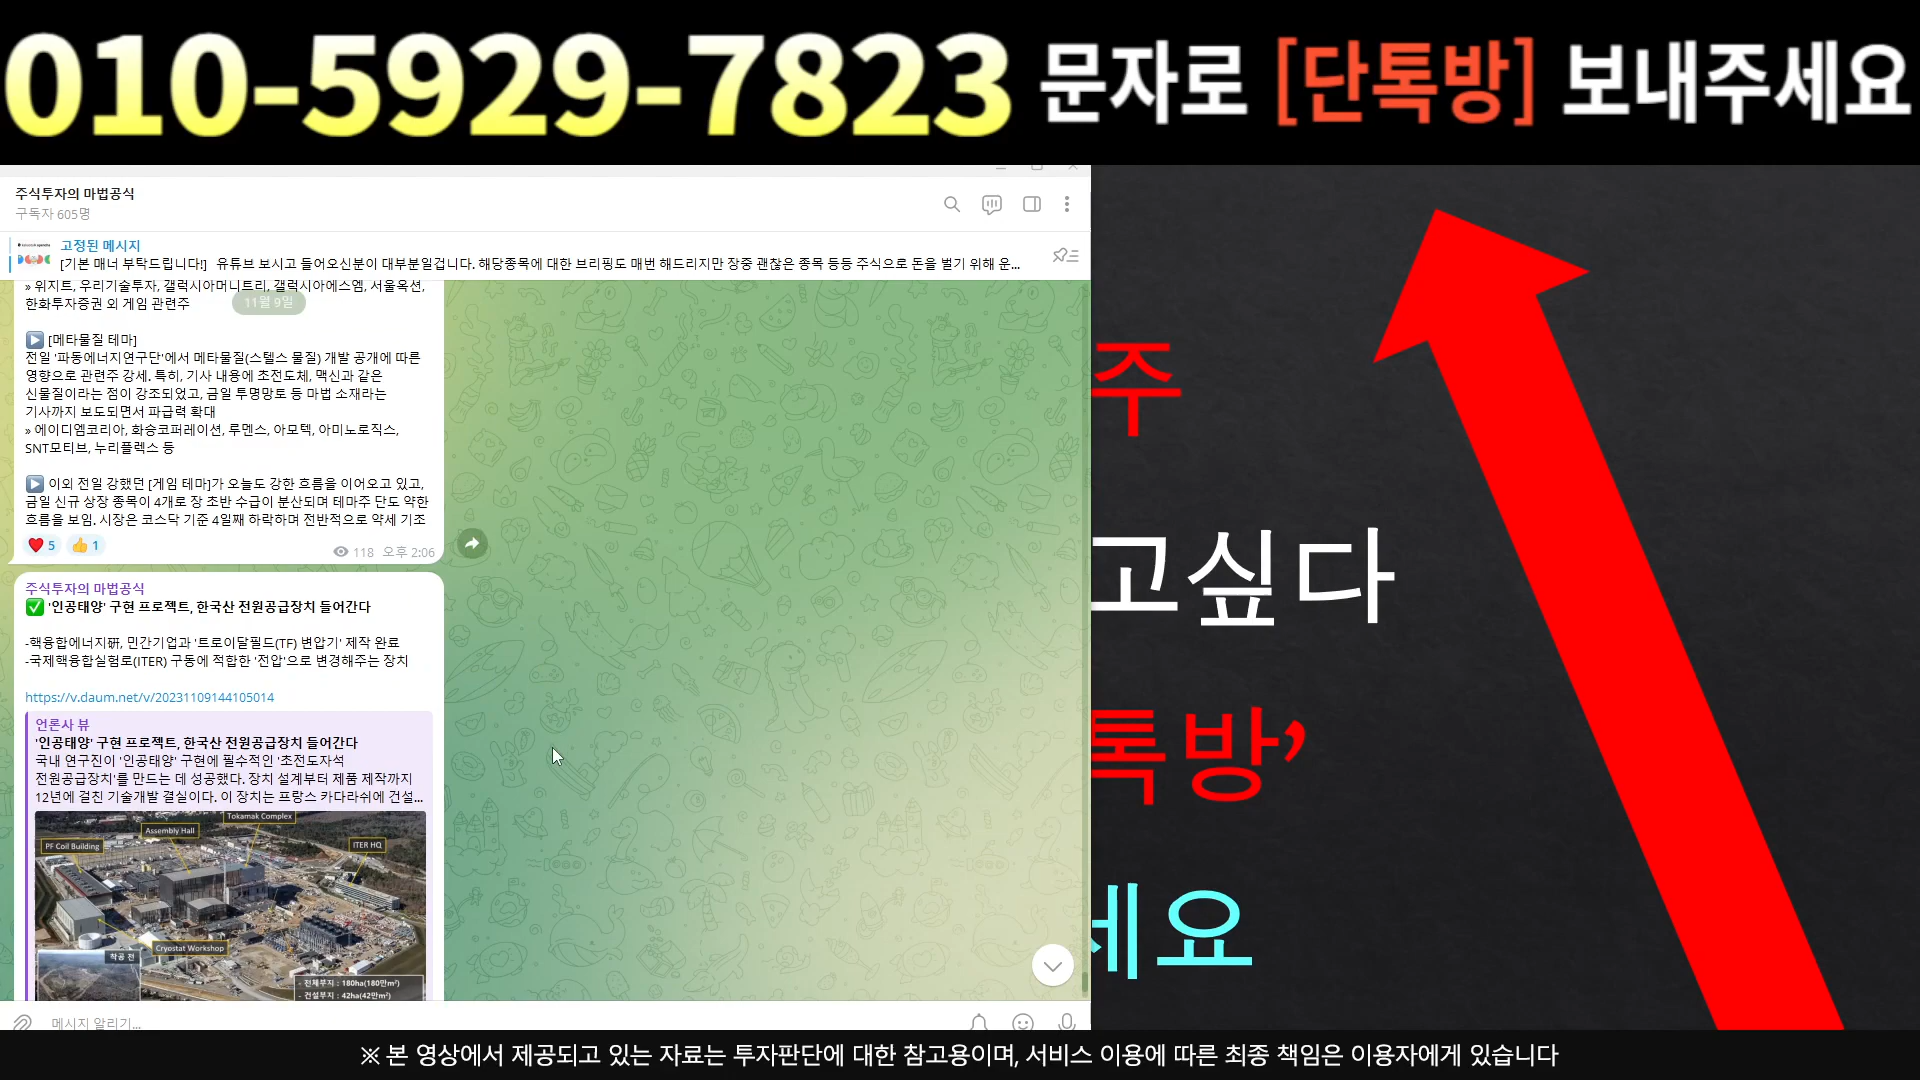 010-5929-7823 문자로 [단톡방] 보내주세요
주식투자의 마법공식
구독자 605명
고정된 메시지
[기본 매너 부탁드립니다!] 유튜브 보시고 들어오신분이 대부분일겁니다. 해당종목에 대한 브리핑도 매번 해드리지만 장중 괜찮은 종목 등등 주식으로 돈을 벌기 위해 운...
» 위지트, 우리기술투자, 갤럭시아머니트리, 갤럭시아에스엠, 서울옥션,
한화투자증권 외 게임 관련주
11월 9일
[메타물질 테마]
전일 '파동에너지연구단'에서 메타물질(스텔스 물질) 개발 공개에 따른
영향으로 관련주 강세. 특히, 기사 내용에 초전도체, 맥신과 같은
신물질이라는 점이 강조되었고, 금일 투명망토 등 마법 소재라는
기사까지 보도되면서 파급력 확대
» 에이디엠코리아, 화승코퍼레이션, 루멘스, 아모텍, 아미노로직스,
SNT모티브, 누리플렉스 등
이외 전일 강했던 [게임 테마]가 오늘도 강한 흐름을 이어오고 있고,
금일 신규 상장 종목이 4개로 장 초반 수급이 분산되며 테마주 단도 약한
흐름을 보임. 시장은 코스닥 기준 4일째 하락하며 전반적으로 약세 기조
5 1 118 오후 2:06
주식투자의 마법공식
'인공태양' 구현 프로젝트, 한국산 전원공급장치 들어간다
-핵융합에너지硏, 민간기업과 '트로이달필드(TF) 변압기' 제작 완료
-국제핵융합실험로(ITER) 구동에 적합한 '전압'으로 변경해주는 장치
https://v.daum.net/v/20231109144105014
언론사 뷰
'인공태양' 구현 프로젝트, 한국산 전원공급장치 들어간다
국내 연구진이 '인공태양' 구현에 필수적인 '초전도자석
전원공급장치'를 만드는 데 성공했다. 장치 설계부터 제품 제작까지
12년에 걸친 기술개발 결실이다. 이 장치는 프랑스 카다라쉬에 건설...
Tokamak Complex
Assembly Hall
PF Coil Building
ITER HQ
Cryostat Workshop
착공 전
- 전체부지 : 180ha(180만m²)
- 건설부지 : 42ha(42만m²)
메시지 알리기...
주
고싶다
톡방’
세요
※ 본 영상에서 제공되고 있는 자료는 투자판단에 대한 참고용이며, 서비스 이용에 따른 최종 책임은 이용자에게 있습니다